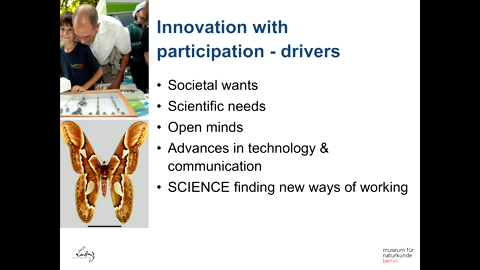 Innovation with
participation - drivers
• Societal wants
• Scientific needs
• Open minds
• Advances in technology &
communication
• SCIENCE finding new ways of working
museum für
naturkunde
berlin